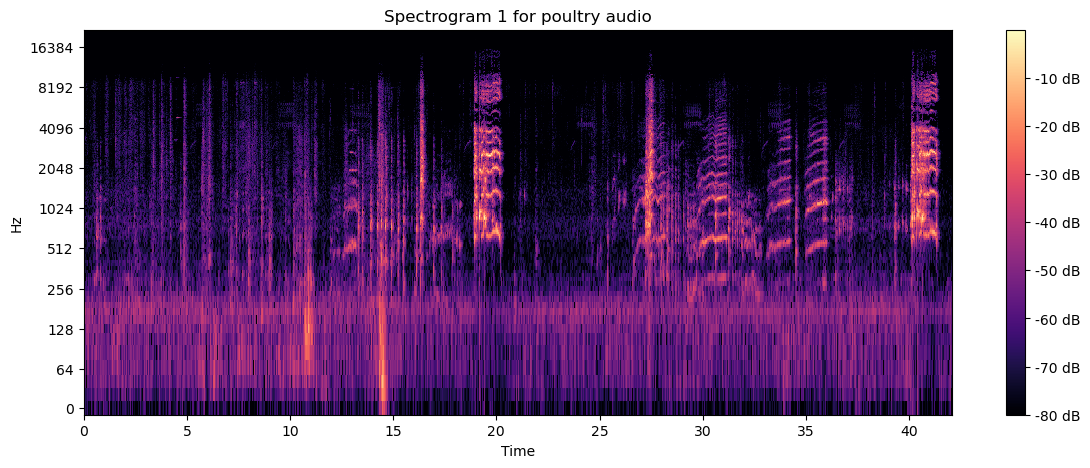 Spectrogram 1 for poultry audio
Hz
16384
8192
4096
2048
1024
512
256
128
64
0
0 5 10 15 20 25 30 35 40
Time
-10 dB
-20 dB
-30 dB
-40 dB
-50 dB
-60 dB
-70 dB
-80 dB